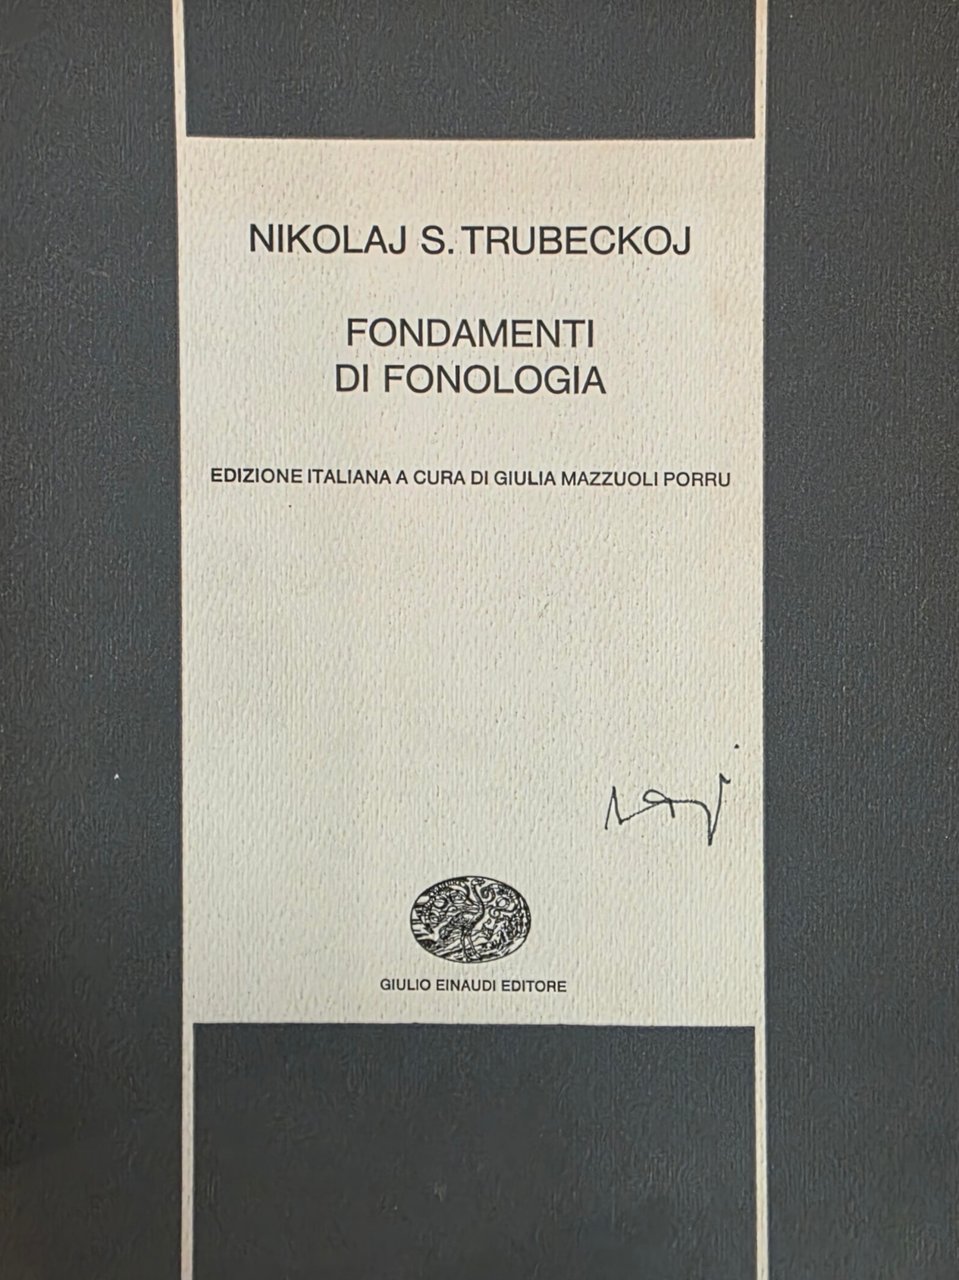 NIKOLAJ S. TRUBECKOJ
FONDAMENTI
DI FONOLOGIA
EDIZIONE ITALIANA A CURA DI GIULIA MAZZUOLI PORRU
GIULIO EINAUDI EDITORE